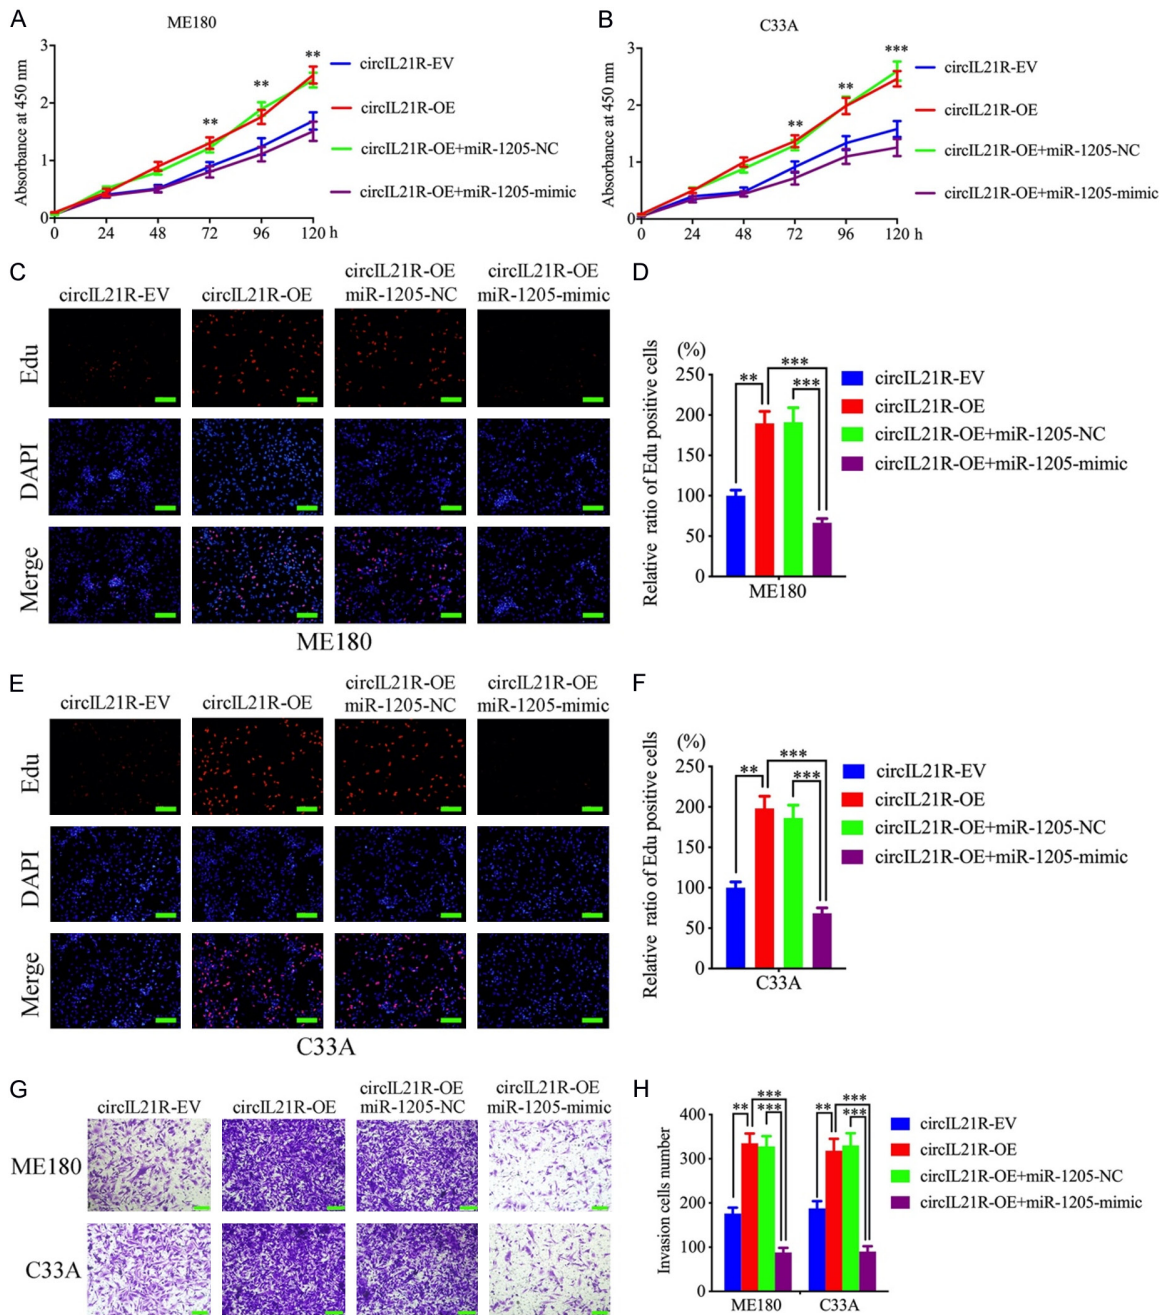 A
ME180
Absorbance at 450 nm
3
2
1
0
0 24 48 72 96 120 h
** ** **
circIL21R-EV
circIL21R-OE
circIL21R-OE+miR-1205-NC
circIL21R-OE+miR-1205-mimic
B
C33A
Absorbance at 450 nm
3
2
1
0
0 24 48 72 96 120 h
** ** ***
circIL21R-EV
circIL21R-OE
circIL21R-OE+miR-1205-NC
circIL21R-OE+miR-1205-mimic
C
circIL21R-EV
circIL21R-OE
circIL21R-OE
miR-1205-NC
circIL21R-OE
miR-1205-mimic
Edu
DAPI
Merge
ME180
D
(%)
Relative ratio of Edu positive cells
250
200
150
100
50
0
** *** ***
ME180
circIL21R-EV
circIL21R-OE
circIL21R-OE+miR-1205-NC
circIL21R-OE+miR-1205-mimic
E
circIL21R-EV
circIL21R-OE
circIL21R-OE
miR-1205-NC
circIL21R-OE
miR-1205-mimic
Edu
DAPI
Merge
C33A
F
(%)
Relative ratio of Edu positive cells
250
200
150
100
50
0
** *** ***
C33A
circIL21R-EV
circIL21R-OE
circIL21R-OE+miR-1205-NC
circIL21R-OE+miR-1205-mimic
G
circIL21R-EV
circIL21R-OE
circIL21R-OE
miR-1205-NC
circIL21R-OE
miR-1205-mimic
ME180
C33A
H
Invasion cells number
400
300
200
100
0
** *** *** ** *** ***
ME180 C33A
circIL21R-EV
circIL21R-OE
circIL21R-OE+miR-1205-NC
circIL21R-OE+miR-1205-mimic